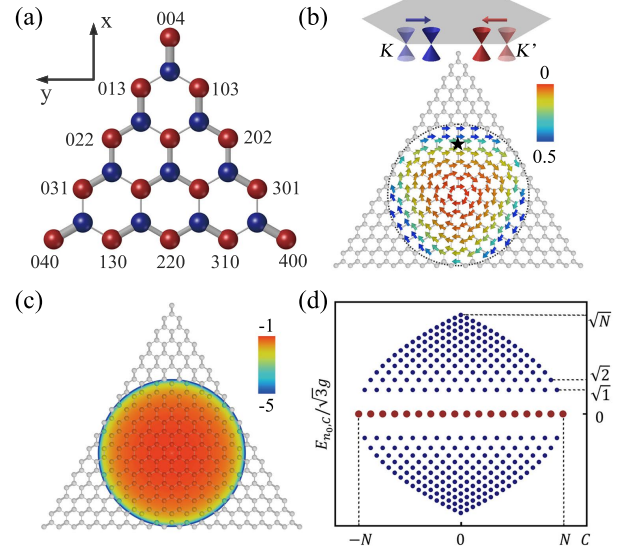 (a)
004
x
y
013
103
022
202
031
301
040
130
220
310
400
(b)
K
K'
0
0.5
(c)
-1
-5
(d)
√N
√2
√1
0
E_{n_0,C}/√3g
−N
0
N
C